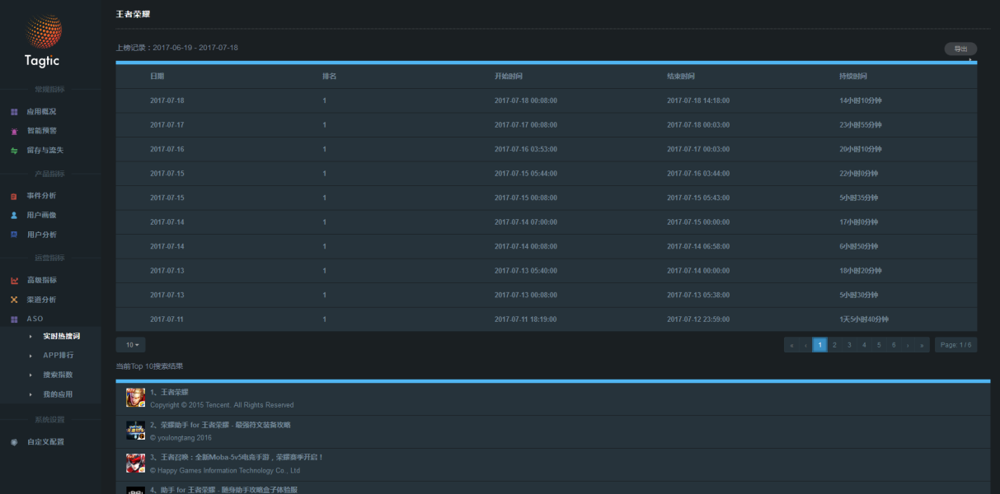 Tagtic
常规指标
应用概况
智能预警
留存与流失
产品指标
事件分析
用户画像
用户分析
运营指标
高级指标
渠道分析
ASO
实时热搜词
APP排行
搜索指数
我的应用
系统设置
自定义配置
王者荣耀
上榜记录：2017-06-19 - 2017-07-18
导出
日期 排名 开始时间 结束时间 持续时间
2017-07-18 1 2017-07-18 00:08:00 2017-07-18 14:18:00 14小时10分钟
2017-07-17 1 2017-07-17 00:08:00 2017-07-18 00:03:00 23小时55分钟
2017-07-16 1 2017-07-16 03:53:00 2017-07-17 00:03:00 20小时10分钟
2017-07-15 1 2017-07-15 05:44:00 2017-07-16 03:44:00 22小时0分钟
2017-07-15 1 2017-07-15 00:08:00 2017-07-15 05:43:00 5小时35分钟
2017-07-14 1 2017-07-14 07:00:00 2017-07-15 00:00:00 17小时0分钟
2017-07-14 1 2017-07-14 00:08:00 2017-07-14 06:58:00 6小时50分钟
2017-07-13 1 2017-07-13 05:40:00 2017-07-14 00:00:00 18小时20分钟
2017-07-13 1 2017-07-13 00:08:00 2017-07-13 05:38:00 5小时30分钟
2017-07-11 1 2017-07-11 18:19:00 2017-07-12 23:59:00 1天5小时40分钟
10
« ‹ 1 2 3 4 5 6 › » Page: 1 / 6
当前Top 10搜索结果
1、王者荣耀
Copyright © 2015 Tencent. All Rights Reserved
2、荣耀助手 for 王者荣耀 - 最强符文装备攻略
© youlongtang 2016
3、王者召唤：全新Moba-5v5电竞手游，荣耀赛季开启！
© Happy Games Information Technology Co., Ltd
4、助手 for 王者荣耀 - 随身助手攻略盒子体验服